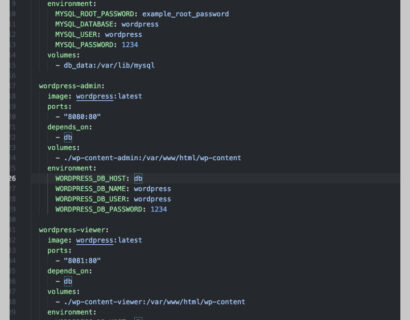 environment:
MYSQL_ROOT_PASSWORD: example_root_password
MYSQL_DATABASE: wordpress
MYSQL_USER: wordpress
MYSQL_PASSWORD: 1234
volumes:
- db_data:/var/lib/mysql
wordpress-admin:
image: wordpress:latest
ports:
- "8080:80"
depends_on:
- db
volumes:
- ./wp-content-admin:/var/www/html/wp-content
environment:
26 WORDPRESS_DB_HOST: db
WORDPRESS_DB_NAME: wordpress
WORDPRESS_DB_USER: wordpress
WORDPRESS_DB_PASSWORD: 1234
wordpress-viewer:
image: wordpress:latest
ports:
- "8081:80"
depends_on:
- db
volumes:
- ./wp-content-viewer:/var/www/html/wp-content
environment: